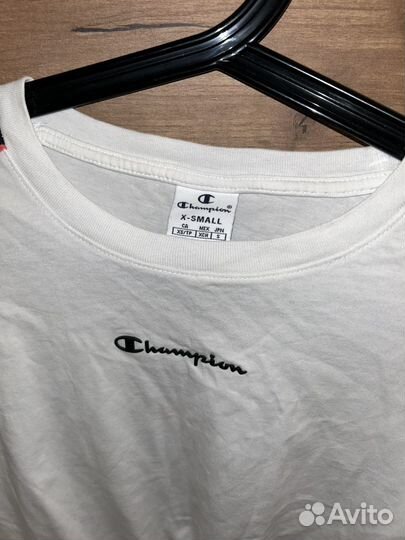 Champion®
X-SMALL
CA MEX JPN
XS/TP XCH S
Champion
Avito